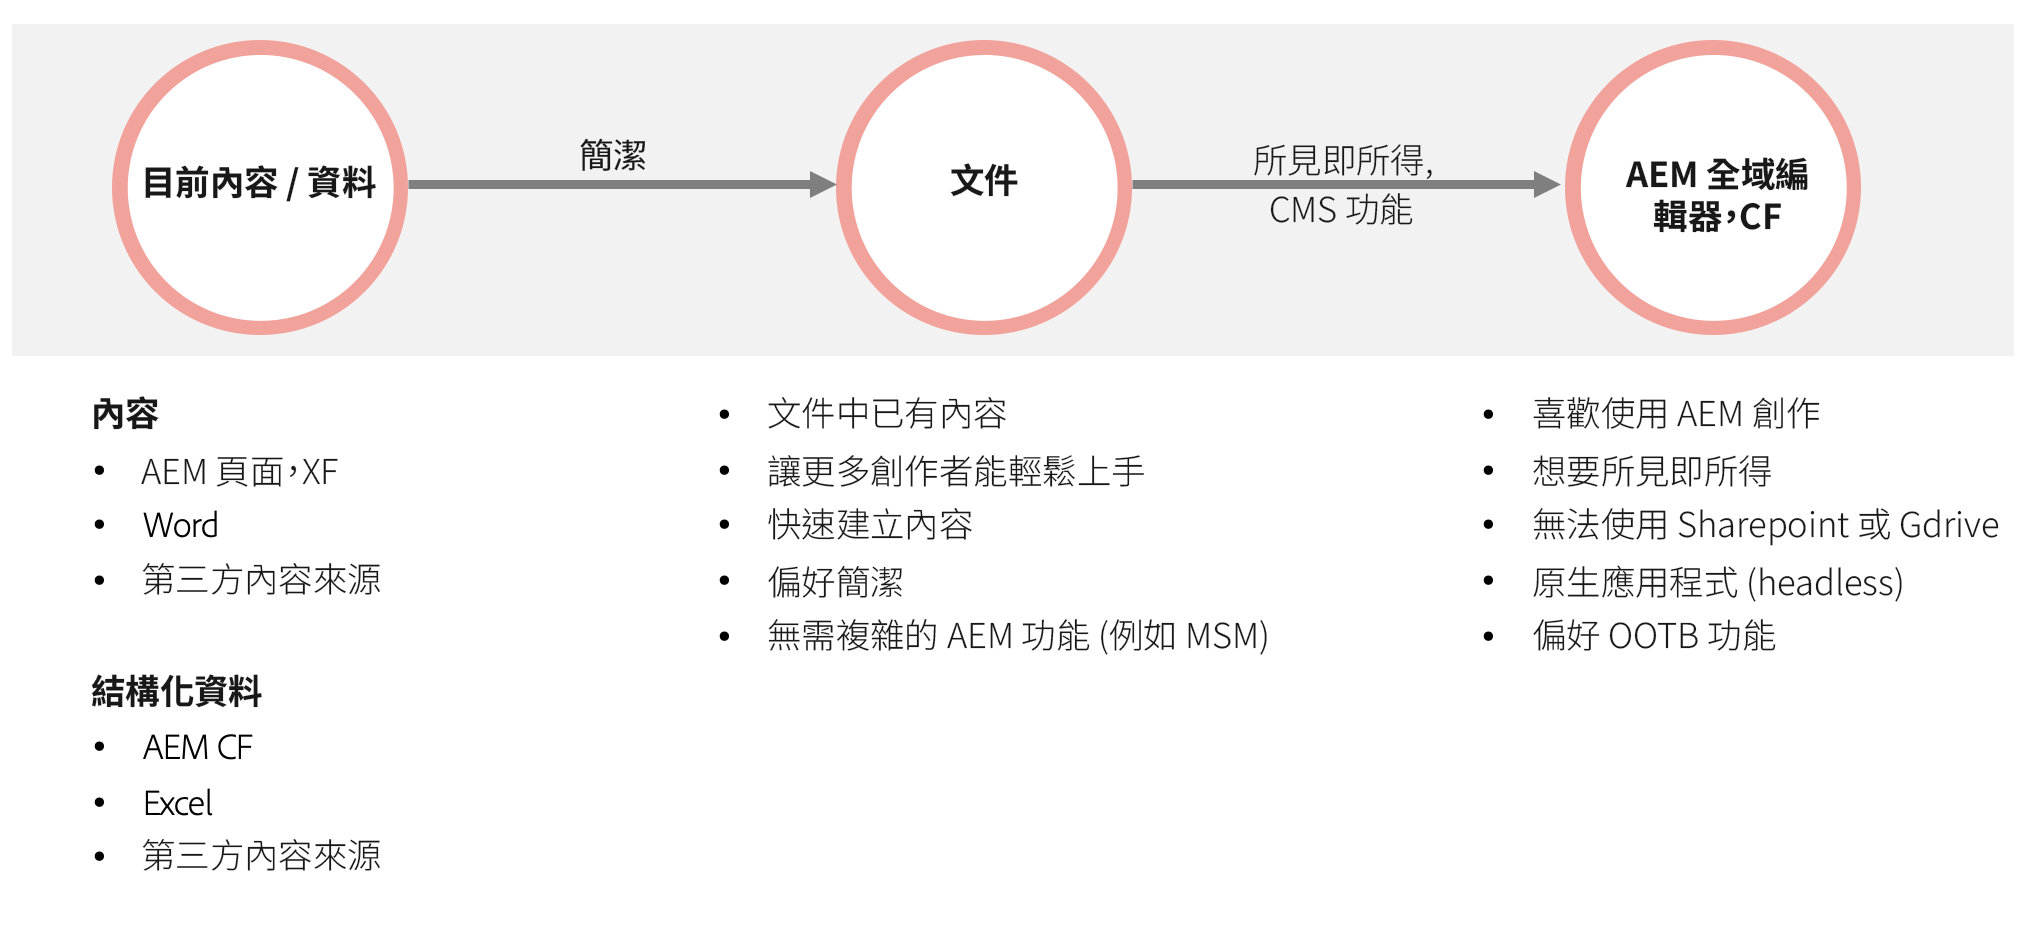 目前內容 / 資料
簡潔
文件
所見即所得,
CMS 功能
AEM 全域編
輯器，CF
內容
• AEM 頁面，XF
• Word
• 第三方內容來源
結構化資料
• AEM CF
• Excel
• 第三方內容來源
• 文件中已有內容
• 讓更多創作者能輕鬆上手
• 快速建立內容
• 偏好簡潔
• 無需複雜的 AEM 功能 (例如 MSM)
• 喜歡使用 AEM 創作
• 想要所見即所得
• 無法使用 Sharepoint 或 Gdrive
• 原生應用程式 (headless)
• 偏好 OOTB 功能